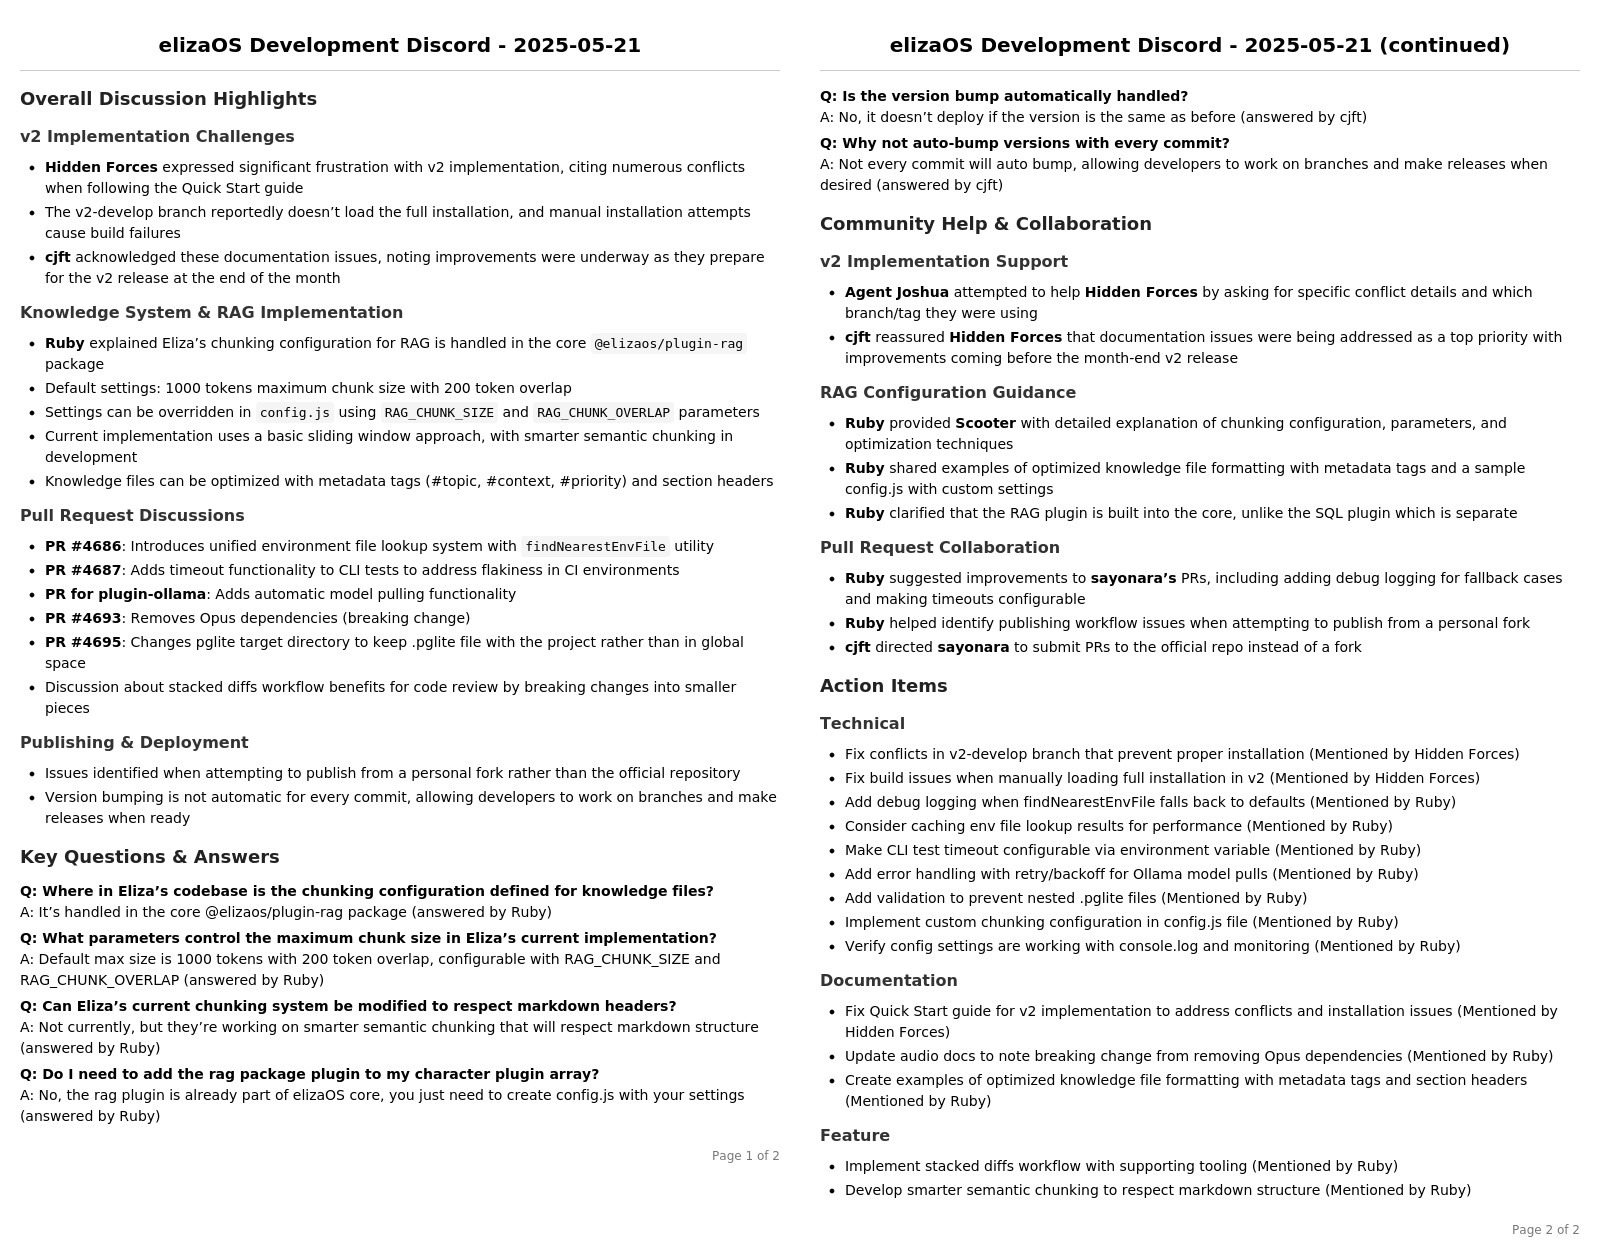 elizaOS Development Discord - 2025-05-21
Overall Discussion Highlights
v2 Implementation Challenges
• Hidden Forces expressed significant frustration with v2 implementation, citing numerous conflicts
when following the Quick Start guide
• The v2-develop branch reportedly doesn’t load the full installation, and manual installation attempts
cause build failures
• cjft acknowledged these documentation issues, noting improvements were underway as they prepare
for the v2 release at the end of the month
Knowledge System & RAG Implementation
• Ruby explained Eliza’s chunking configuration for RAG is handled in the core @elizaos/plugin-rag
package
• Default settings: 1000 tokens maximum chunk size with 200 token overlap
• Settings can be overridden in config.js using RAG_CHUNK_SIZE and RAG_CHUNK_OVERLAP parameters
• Current implementation uses a basic sliding window approach, with smarter semantic chunking in
development
• Knowledge files can be optimized with metadata tags (#topic, #context, #priority) and section headers
Pull Request Discussions
• PR #4686: Introduces unified environment file lookup system with findNearestEnvFile utility
• PR #4687: Adds timeout functionality to CLI tests to address flakiness in CI environments
• PR for plugin-ollama: Adds automatic model pulling functionality
• PR #4693: Removes Opus dependencies (breaking change)
• PR #4695: Changes pglite target directory to keep .pglite file with the project rather than in global
space
• Discussion about stacked diffs workflow benefits for code review by breaking changes into smaller
pieces
Publishing & Deployment
• Issues identified when attempting to publish from a personal fork rather than the official repository
• Version bumping is not automatic for every commit, allowing developers to work on branches and make
releases when ready
Key Questions & Answers
Q: Where in Eliza’s codebase is the chunking configuration defined for knowledge files?
A: It’s handled in the core @elizaos/plugin-rag package (answered by Ruby)
Q: What parameters control the maximum chunk size in Eliza’s current implementation?
A: Default max size is 1000 tokens with 200 token overlap, configurable with RAG_CHUNK_SIZE and
RAG_CHUNK_OVERLAP (answered by Ruby)
Q: Can Eliza’s current chunking system be modified to respect markdown headers?
A: Not currently, but they’re working on smarter semantic chunking that will respect markdown structure
(answered by Ruby)
Q: Do I need to add the rag package plugin to my character plugin array?
A: No, the rag plugin is already part of elizaOS core, you just need to create config.js with your settings
(answered by Ruby)
Page 1 of 2
elizaOS Development Discord - 2025-05-21 (continued)
Q: Is the version bump automatically handled?
A: No, it doesn’t deploy if the version is the same as before (answered by cjft)
Q: Why not auto-bump versions with every commit?
A: Not every commit will auto bump, allowing developers to work on branches and make releases when
desired (answered by cjft)
Community Help & Collaboration
v2 Implementation Support
• Agent Joshua attempted to help Hidden Forces by asking for specific conflict details and which
branch/tag they were using
• cjft reassured Hidden Forces that documentation issues were being addressed as a top priority with
improvements coming before the month-end v2 release
RAG Configuration Guidance
• Ruby provided Scooter with detailed explanation of chunking configuration, parameters, and
optimization techniques
• Ruby shared examples of optimized knowledge file formatting with metadata tags and a sample
config.js with custom settings
• Ruby clarified that the RAG plugin is built into the core, unlike the SQL plugin which is separate
Pull Request Collaboration
• Ruby suggested improvements to sayonara’s PRs, including adding debug logging for fallback cases
and making timeouts configurable
• Ruby helped identify publishing workflow issues when attempting to publish from a personal fork
• cjft directed sayonara to submit PRs to the official repo instead of a fork
Action Items
Technical
• Fix conflicts in v2-develop branch that prevent proper installation (Mentioned by Hidden Forces)
• Fix build issues when manually loading full installation in v2 (Mentioned by Hidden Forces)
• Add debug logging when findNearestEnvFile falls back to defaults (Mentioned by Ruby)
• Consider caching env file lookup results for performance (Mentioned by Ruby)
• Make CLI test timeout configurable via environment variable (Mentioned by Ruby)
• Add error handling with retry/backoff for Ollama model pulls (Mentioned by Ruby)
• Add validation to prevent nested .pglite files (Mentioned by Ruby)
• Implement custom chunking configuration in config.js file (Mentioned by Ruby)
• Verify config settings are working with console.log and monitoring (Mentioned by Ruby)
Documentation
• Fix Quick Start guide for v2 implementation to address conflicts and installation issues (Mentioned by
Hidden Forces)
• Update audio docs to note breaking change from removing Opus dependencies (Mentioned by Ruby)
• Create examples of optimized knowledge file formatting with metadata tags and section headers
(Mentioned by Ruby)
Feature
• Implement stacked diffs workflow with supporting tooling (Mentioned by Ruby)
• Develop smarter semantic chunking to respect markdown structure (Mentioned by Ruby)
Page 2 of 2